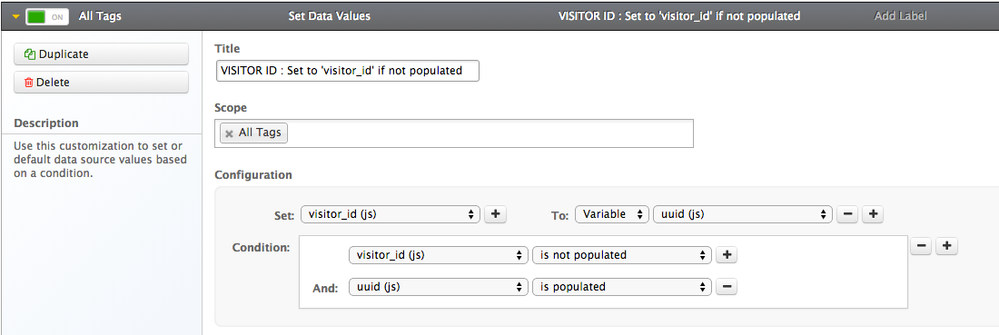 ON All Tags Set Data Values VISITOR ID : Set to 'visitor_id' if not populated Add Label
Duplicate
Delete
Description
Use this customization to set or
default data source values based
on a condition.
Title
VISITOR ID : Set to 'visitor_id' if not populated
Scope
All Tags
Configuration
Set: visitor_id (js) To: Variable uuid (js)
Condition: visitor_id (js) is not populated
And: uuid (js) is populated